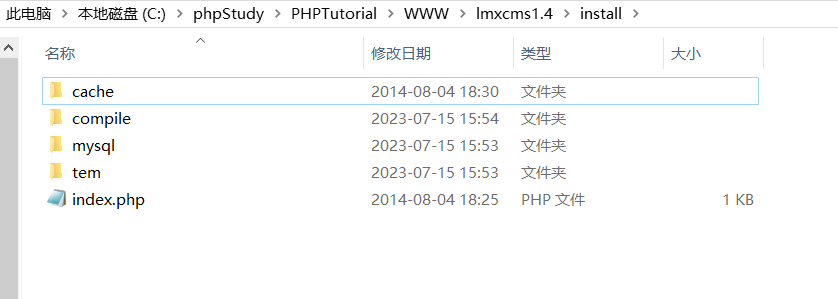 此电脑 > 本地磁盘 (C:) > phpStudy > PHPTutorial > WWW > lmxcms1.4 > install >
名称 修改日期 类型 大小
cache 2014-08-04 18:30 文件夹
compile 2023-07-15 15:54 文件夹
mysql 2023-07-15 15:53 文件夹
tem 2023-07-15 15:53 文件夹
index.php 2014-08-04 18:25 PHP 文件 1 KB